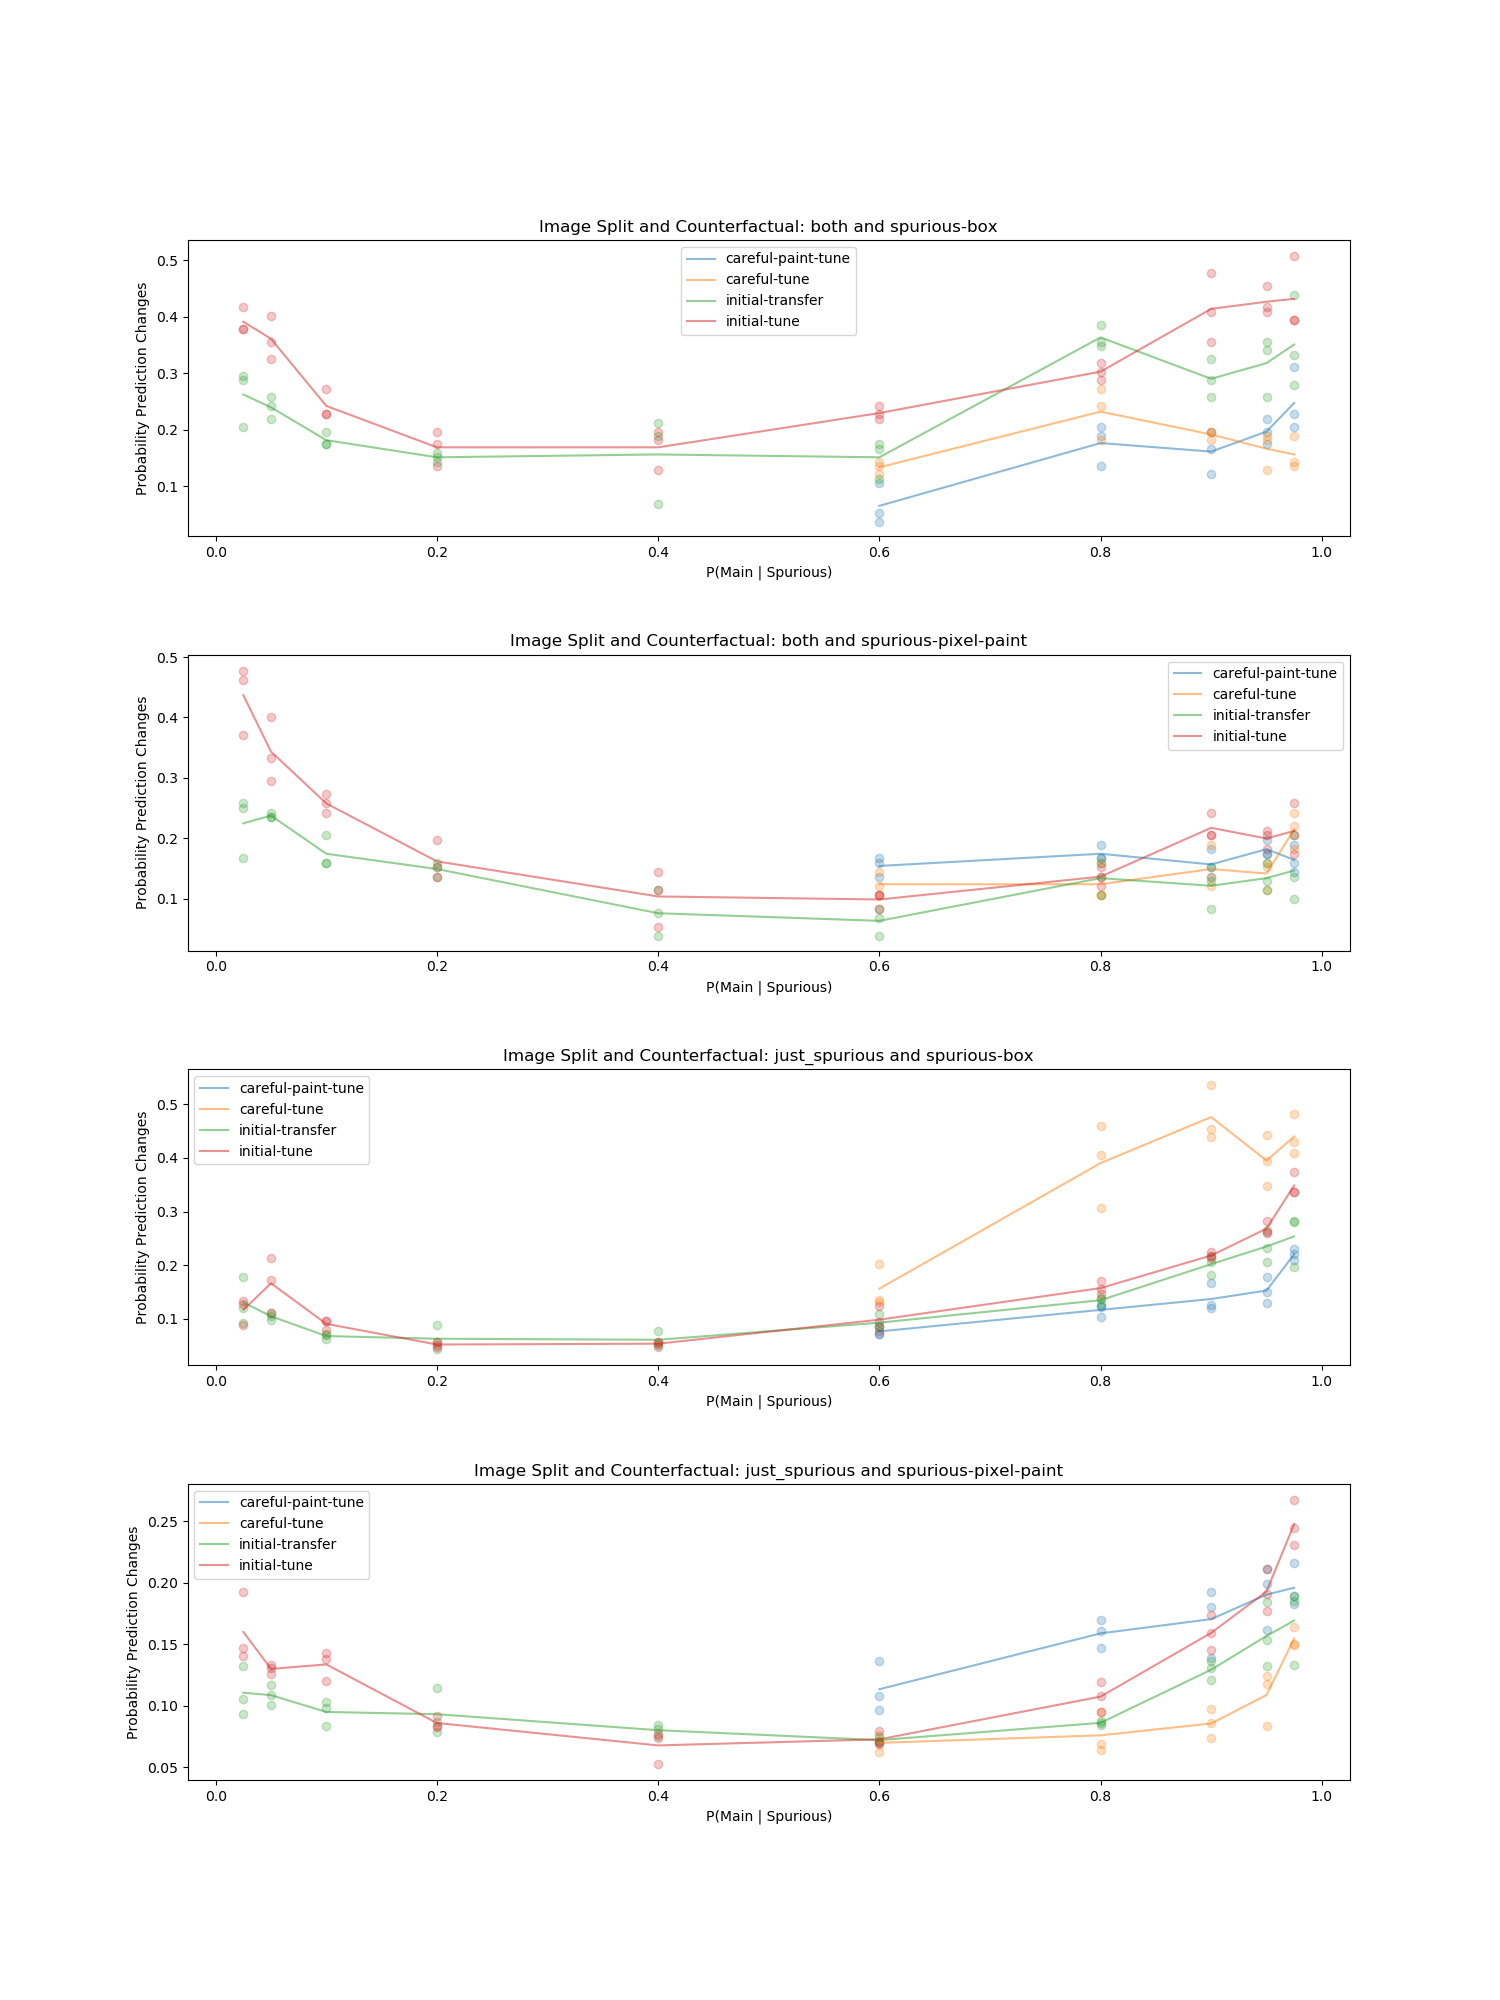 Image Split and Counterfactual: both and spurious-box
careful-paint-tune
careful-tune
initial-transfer
initial-tune
0.5
0.4
0.3
0.2
0.1
Probability Prediction Changes
0.0 0.2 0.4 0.6 0.8 1.0
P(Main | Spurious)
Image Split and Counterfactual: both and spurious-pixel-paint
careful-paint-tune
careful-tune
initial-transfer
initial-tune
0.5
0.4
0.3
0.2
0.1
Probability Prediction Changes
0.0 0.2 0.4 0.6 0.8 1.0
P(Main | Spurious)
Image Split and Counterfactual: just_spurious and spurious-box
careful-paint-tune
careful-tune
initial-transfer
initial-tune
0.5
0.4
0.3
0.2
0.1
Probability Prediction Changes
0.0 0.2 0.4 0.6 0.8 1.0
P(Main | Spurious)
Image Split and Counterfactual: just_spurious and spurious-pixel-paint
careful-paint-tune
careful-tune
initial-transfer
initial-tune
0.25
0.20
0.15
0.10
0.05
Probability Prediction Changes
0.0 0.2 0.4 0.6 0.8 1.0
P(Main | Spurious)